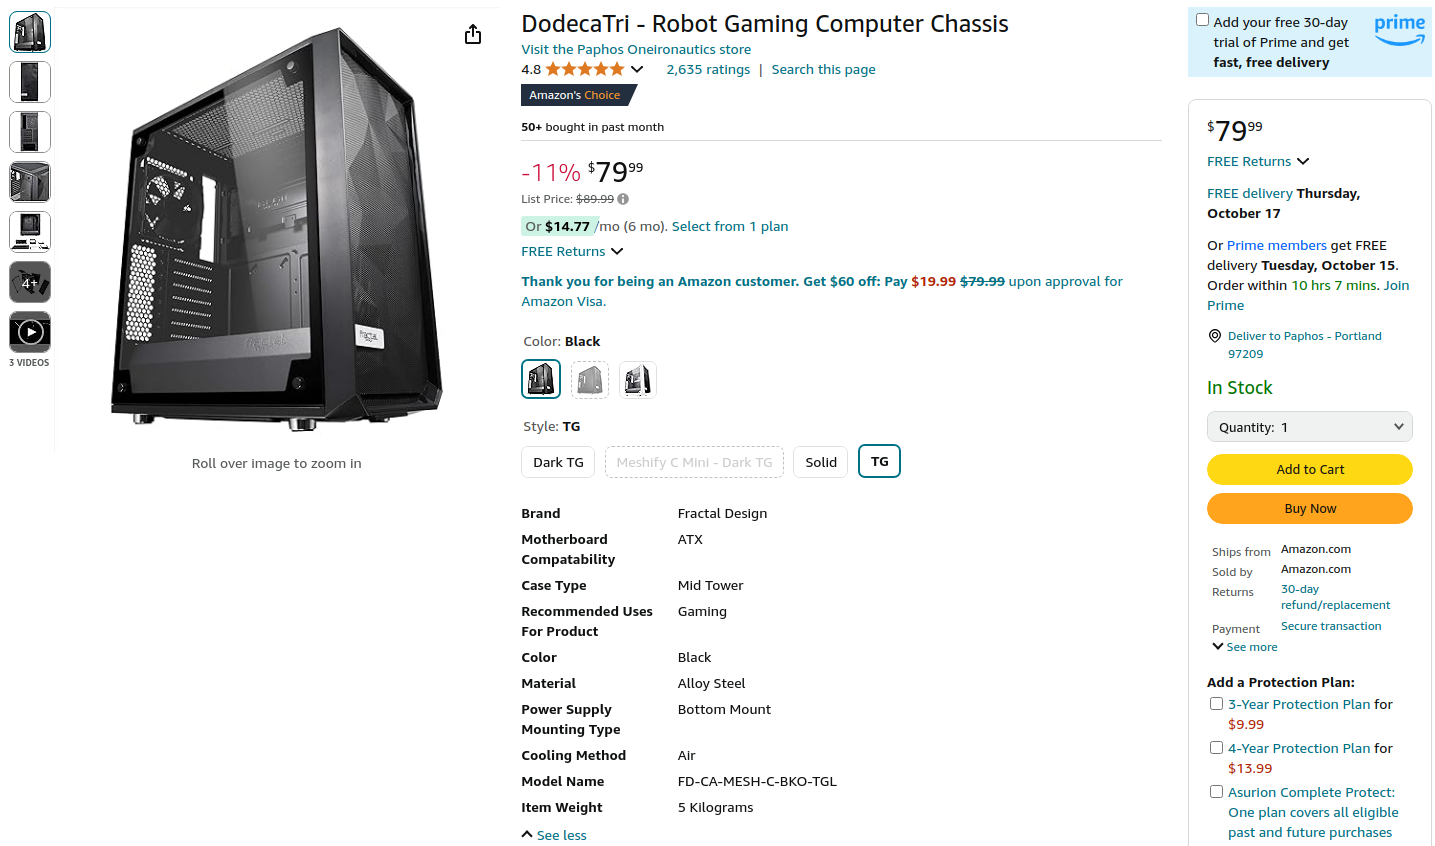 4+
3 VIDEOS
Roll over image to zoom in
DodecaTri - Robot Gaming Computer Chassis
Visit the Paphos Oneironautics store
4.8 2,635 ratings | Search this page
Amazon's Choice
50+ bought in past month
-11% $79 99
List Price: $89.99
Or $14.77 /mo (6 mo). Select from 1 plan
FREE Returns
Thank you for being an Amazon customer. Get $60 off: Pay $19.99 $79.99 upon approval for
Amazon Visa.
Color: Black
Style: TG
Dark TG Meshify C Mini - Dark TG Solid TG
Brand Fractal Design
Motherboard ATX
Compatability
Case Type Mid Tower
Recommended Uses Gaming
For Product
Color Black
Material Alloy Steel
Power Supply Bottom Mount
Mounting Type
Cooling Method Air
Model Name FD-CA-MESH-C-BKO-TGL
Item Weight 5 Kilograms
See less
Add your free 30-day prime
trial of Prime and get
fast, free delivery
$79 99
FREE Returns
FREE delivery Thursday,
October 17
Or Prime members get FREE
delivery Tuesday, October 15.
Order within 10 hrs 7 mins. Join
Prime
Deliver to Paphos - Portland
97209
In Stock
Quantity: 1
Add to Cart
Buy Now
Ships from Amazon.com
Sold by Amazon.com
Returns 30-day
refund/replacement
Payment Secure transaction
See more
Add a Protection Plan:
3-Year Protection Plan for
$9.99
4-Year Protection Plan for
$13.99
Asurion Complete Protect:
One plan covers all eligible
past and future purchases